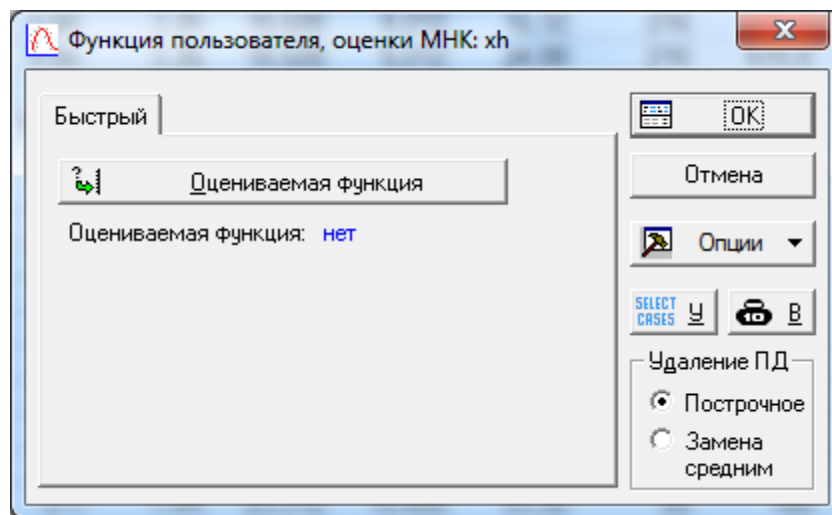 Функция пользователя, оценки МНК: xh
Быстрый
Оцениваемая функция
Оцениваемая функция: нет
OK
Отмена
Опции
SELECT CASES У
10 В
Удаление ПД
Построчное
Замена
средним